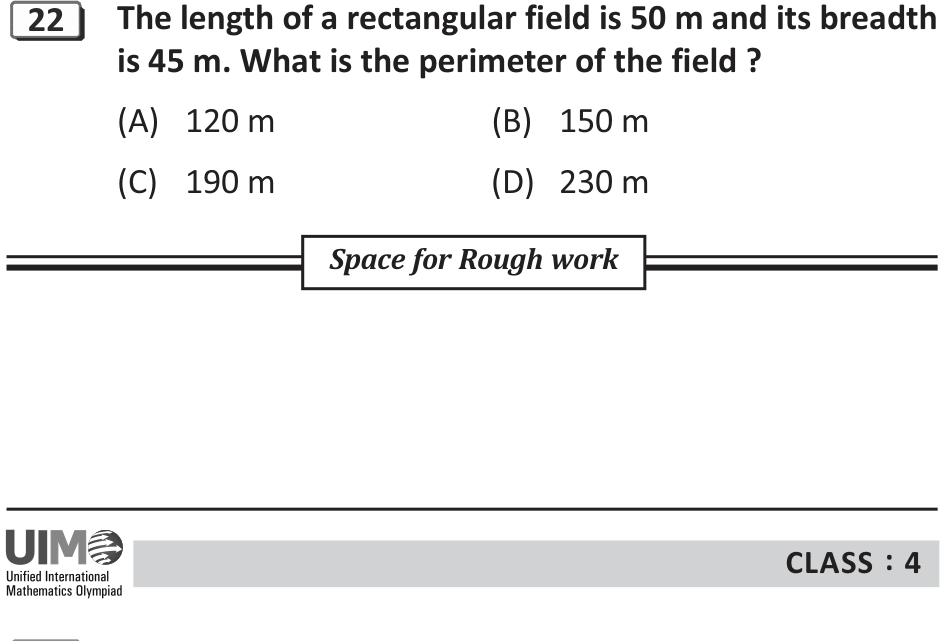 22 The length of a rectangular field is 50 m and its breadth
is 45 m. What is the perimeter of the field ?
(A) 120 m (B) 150 m
(C) 190 m (D) 230 m
Space for Rough work
UIMO
Unified International
Mathematics Olympiad
CLASS : 4